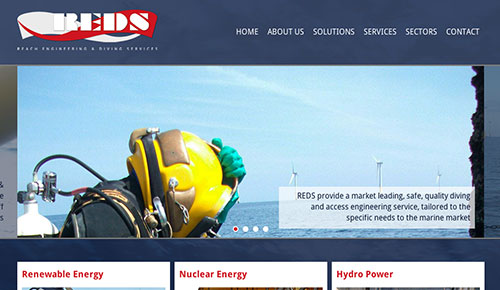 REDS
REACH ENGINEERING & DIVING SERVICES
HOME ABOUT US SOLUTIONS SERVICES SECTORS CONTACT
&
e
f
s
REDS provide a market leading, safe, quality diving
and access engineering service, tailored to the
specific needs to the marine market
Renewable Energy
Nuclear Energy
Hydro Power